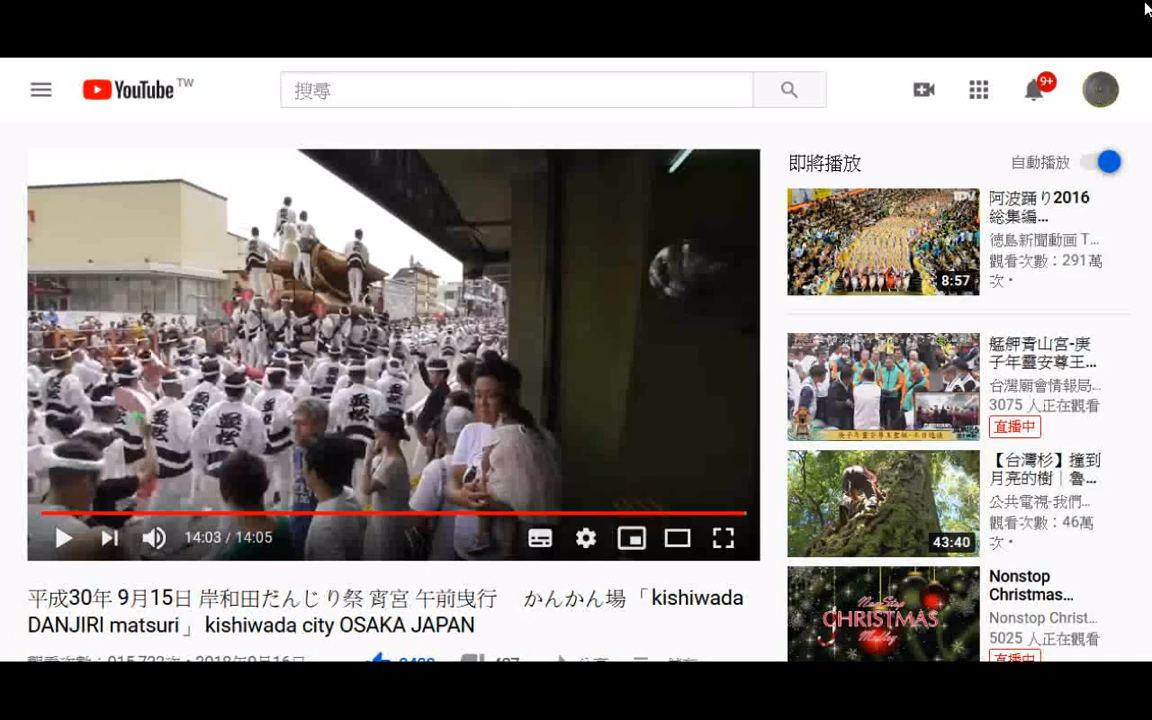 YouTube TW
搜尋
9+
14:03 / 14:05
平成30年 9月15日 岸和田だんじり祭 宵宮 午前曳行 かんかん場 「kishiwada
DANJIRI matsuri」 kishiwada city OSAKA JAPAN
即將播放
自動播放
8:57
阿波踊り2016
総集編...
徳島新聞動画 T...
觀看次數：291萬
次・
艋舺青山宮-庚
子年靈安尊王...
台灣廟會情報局...
3075 人正在觀看
直播中
43:40
【台灣杉】撞到
月亮的樹｜魯...
公共電視-我們...
觀看次數：46萬
次・
NonStop
CHRISTMAS
Medley
Nonstop
Christmas...
Nonstop Christ...
5025 人正在觀看
直播中